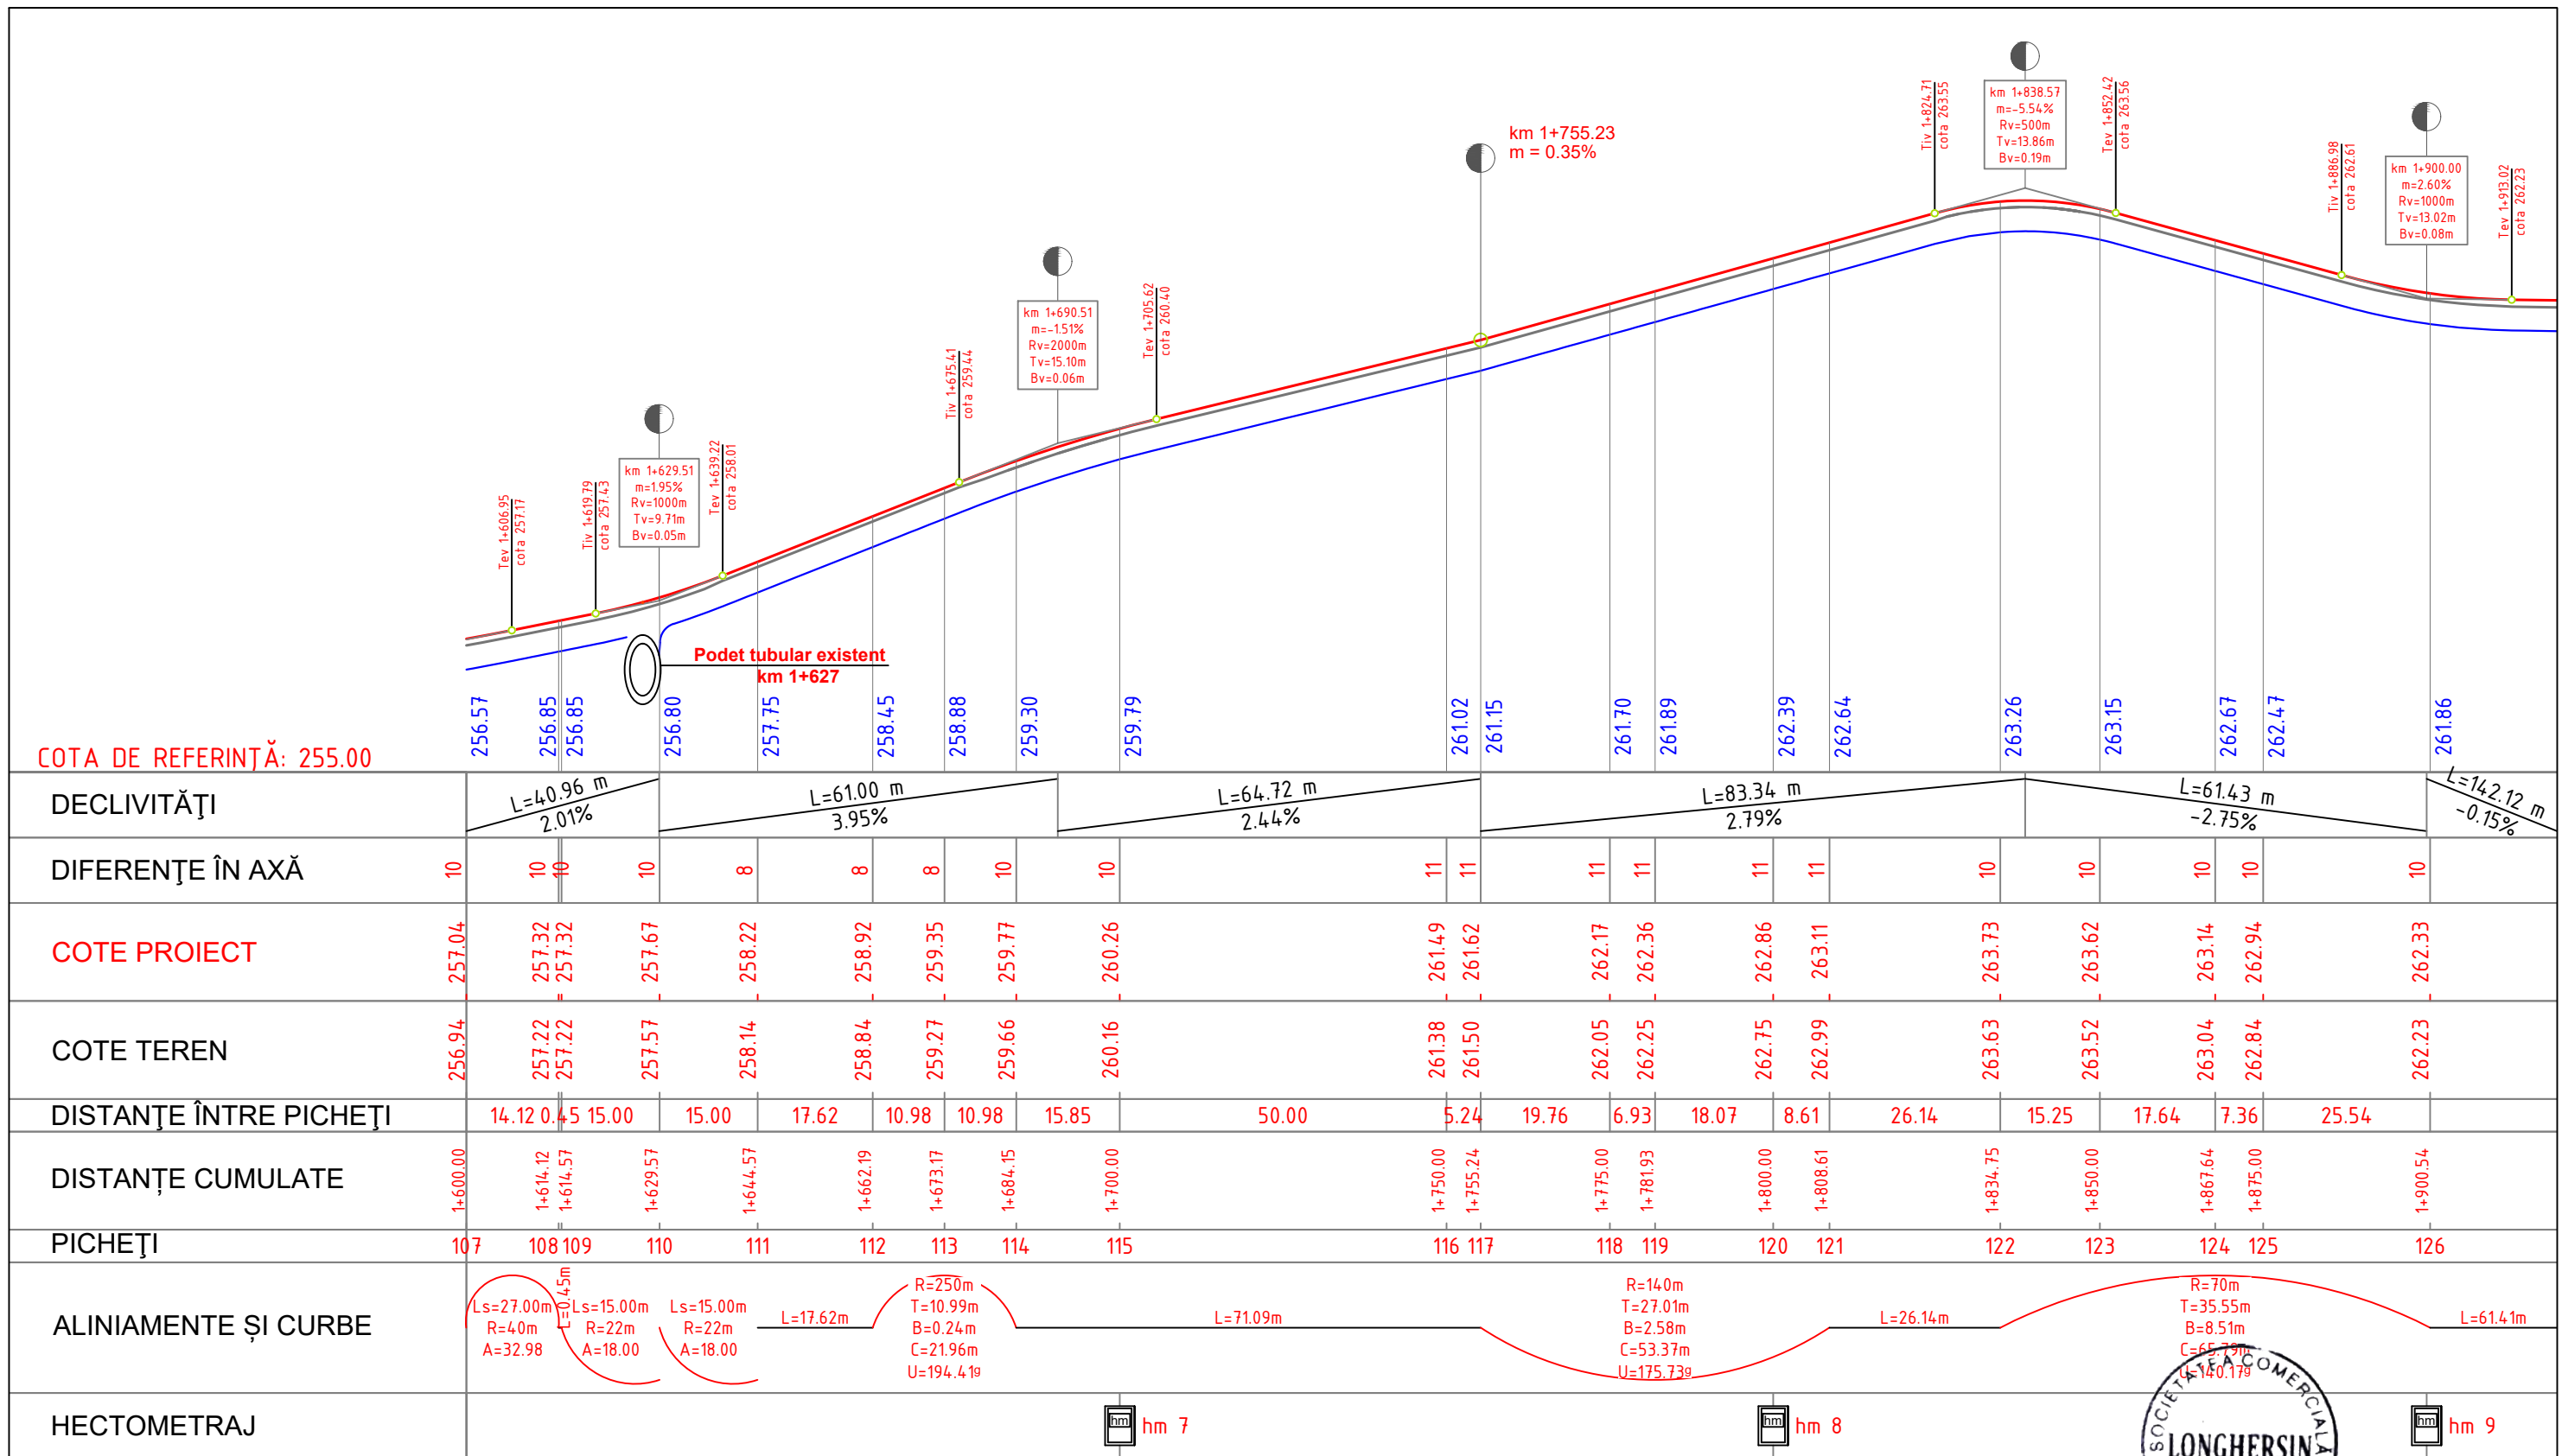 km 1+755.23
m = 0.35%
Tev 1+606.95
cota 257.17
Tiv 1+619.79
cota 257.43
km 1+629.51
m=1.95%
Rv=1000m
Tv=9.71m
Bv=0.05m
Tev 1+639.22
cota 258.01
Tiv 1+675.41
cota 259.44
km 1+690.51
m=-1.51%
Rv=2000m
Tv=15.10m
Bv=0.06m
Tev 1+705.62
cota 260.40
Tiv 1+824.71
cota 263.55
km 1+838.57
m=-5.54%
Rv=500m
Tv=13.86m
Bv=0.19m
Tev 1+852.42
cota 263.56
Tiv 1+886.98
cota 262.61
km 1+900.00
m=2.60%
Rv=1000m
Tv=13.02m
Bv=0.08m
Tev 1+913.02
cota 262.23
Podet tubular existent
km 1+627
256.57 256.85 256.85 256.80 257.75 258.45 258.88 259.30 259.79 261.02 261.15 261.70 261.89 262.39 262.64 263.26 263.15 262.67 262.47 261.86
COTA DE REFERINȚĂ: 255.00
DECLIVITĂŢI
L=40.96 m
2.01%
L=61.00 m
3.95%
L=64.72 m
2.44%
L=83.34 m
2.79%
L=61.43 m
-2.75%
L=142.12 m
-0.15%
DIFERENŢE ÎN AXĂ
10 10 10 10 8 8 8 10 10 11 11 11 11 11 11 10 10 10 10 10
COTE PROIECT
257.04 257.32 257.32 257.67 258.22 258.92 259.35 259.77 260.26 261.49 261.62 262.17 262.36 262.86 263.11 263.73 263.62 263.14 262.94 262.33
COTE TEREN
256.94 257.22 257.22 257.57 258.14 258.84 259.27 259.66 260.16 261.38 261.50 262.05 262.25 262.75 262.99 263.63 263.52 263.04 262.84 262.23
DISTANŢE ÎNTRE PICHEŢI
14.12 0.45 15.00 15.00 17.62 10.98 10.98 15.85 50.00 5.24 19.76 6.93 18.07 8.61 26.14 15.25 17.64 7.36 25.54
DISTANȚE CUMULATE
1+600.00 1+614.12 1+614.57 1+629.57 1+644.57 1+662.19 1+673.17 1+684.15 1+700.00 1+750.00 1+755.24 1+775.00 1+781.93 1+800.00 1+808.61 1+834.75 1+850.00 1+867.64 1+875.00 1+900.54
PICHEŢI
107 108 109 110 111 112 113 114 115 116 117 118 119 120 121 122 123 124 125 126
ALINIAMENTE ȘI CURBE
Ls=27.00m
R=40m
A=32.98
L=0.45m
Ls=15.00m
R=22m
A=18.00
Ls=15.00m
R=22m
A=18.00
L=17.62m
R=250m
T=10.99m
B=0.24m
C=21.96m
U=194.41g
L=71.09m
R=140m
T=27.01m
B=2.58m
C=53.37m
U=175.73g
L=26.14m
R=70m
T=35.55m
B=8.51m
C=65.79m
U=140.17g
L=61.41m
HECTOMETRAJ
hm hm 7
hm hm 8
hm hm 9
SOCIETATEA COMERCIALĂ
LONGHERSIN